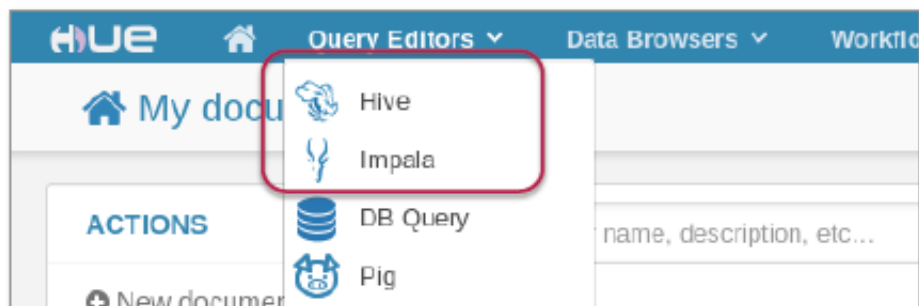 HUE Query Editors Data Browsers Workflo
My docu
Hive
Impala
ACTIONS
DB Query
name, description, etc...
Pig
New documen